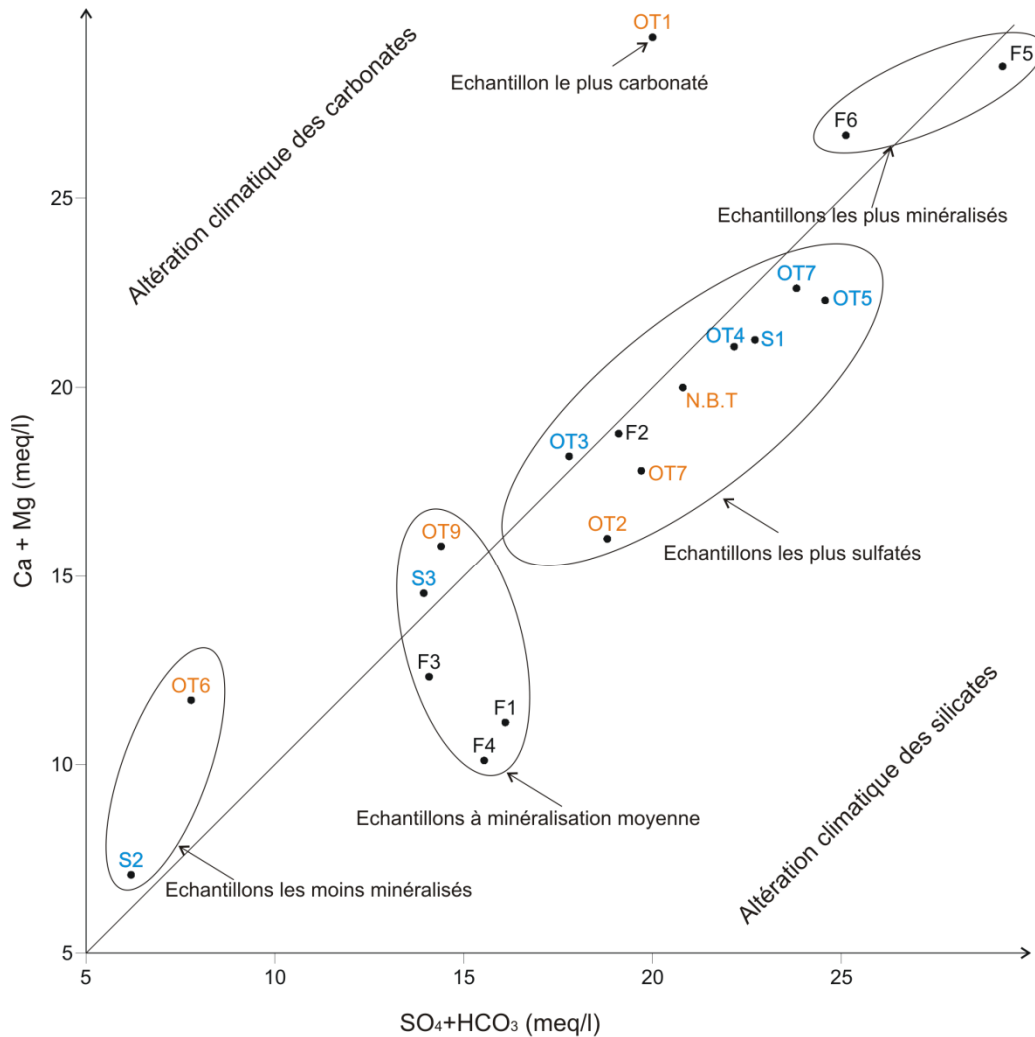 OT1
Echantillon le plus carbonaté
Altération climatique des carbonates
F5
F6
25
Echantillons les plus minéralisés
OT7
OT5
OT4
S1
20
N.B.T
F2
OT3
OT7
OT2
Ca + Mg (meq/l)
OT9
Echantillons les plus sulfatés
15
S3
F3
OT6
F1
F4
10
Echantillons à minéralisation moyenne
Altération climatique des silicates
S2
Echantillons les moins minéralisés
5
5
10
15
20
25
SO₄+HCO₃ (meq/l)